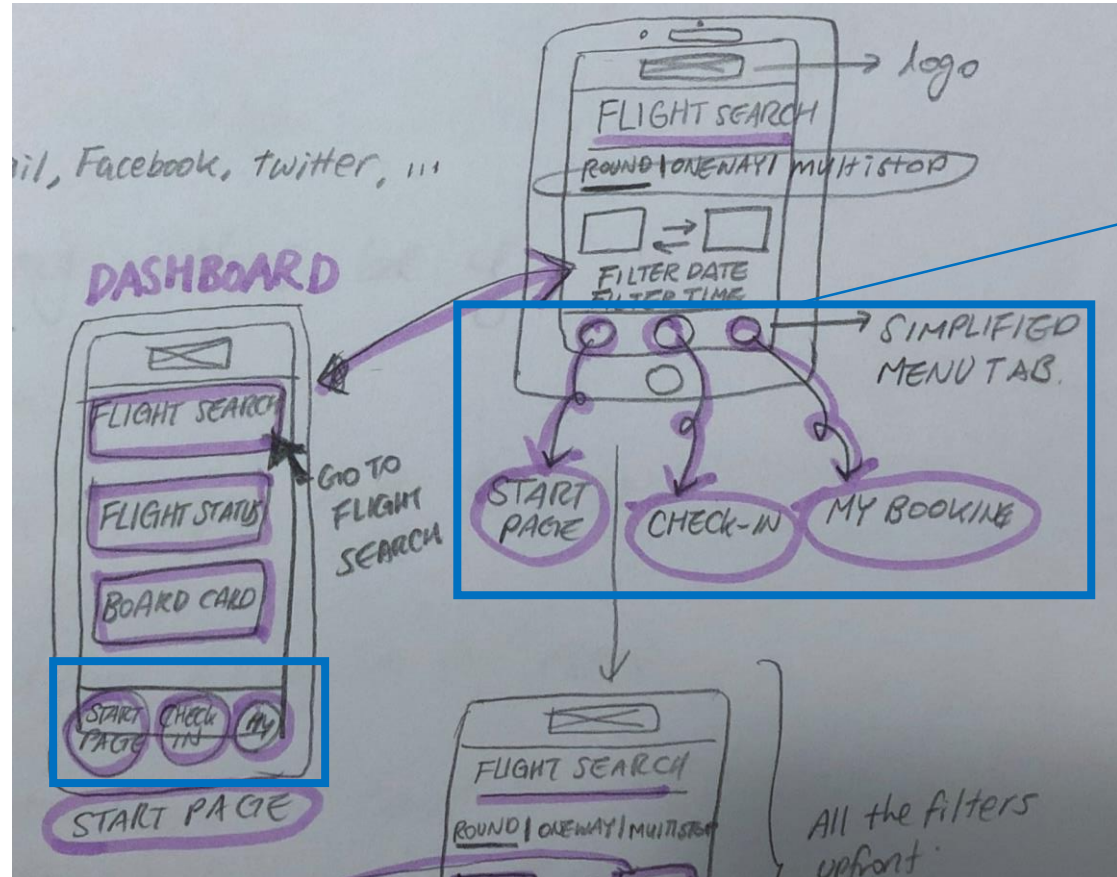 logo
FLIGHT SEARCH
ROUND | ONEWAY | MULTISTOP
il, Facebook, twitter, ...
FILTER DATE
FILTER TIME
DASHBOARD
SIMPLIFIED
MENU TAB.
FLIGHT SEARCH
GO TO
FLIGHT
SEARCH
FLIGHT STATUS
BOARD CARD
START
PAGE
CHECK-IN
MY BOOKING
START
PAGE
CHECK
IN
MY
START PAGE
FLIGHT SEARCH
ROUND | ONEWAY | MULTISTOP
All the filters
upfront